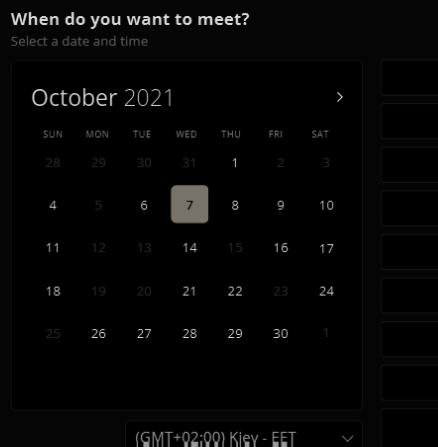 When do you want to meet?
Select a date and time
October 2021
SUN MON TUE WED THU FRI SAT
28 29 30 31 1 2 3
4 5 6 7 8 9 10
11 12 13 14 15 16 17
18 19 20 21 22 23 24
25 26 27 28 29 30 1
(GMT+02:00) Kiev - EET